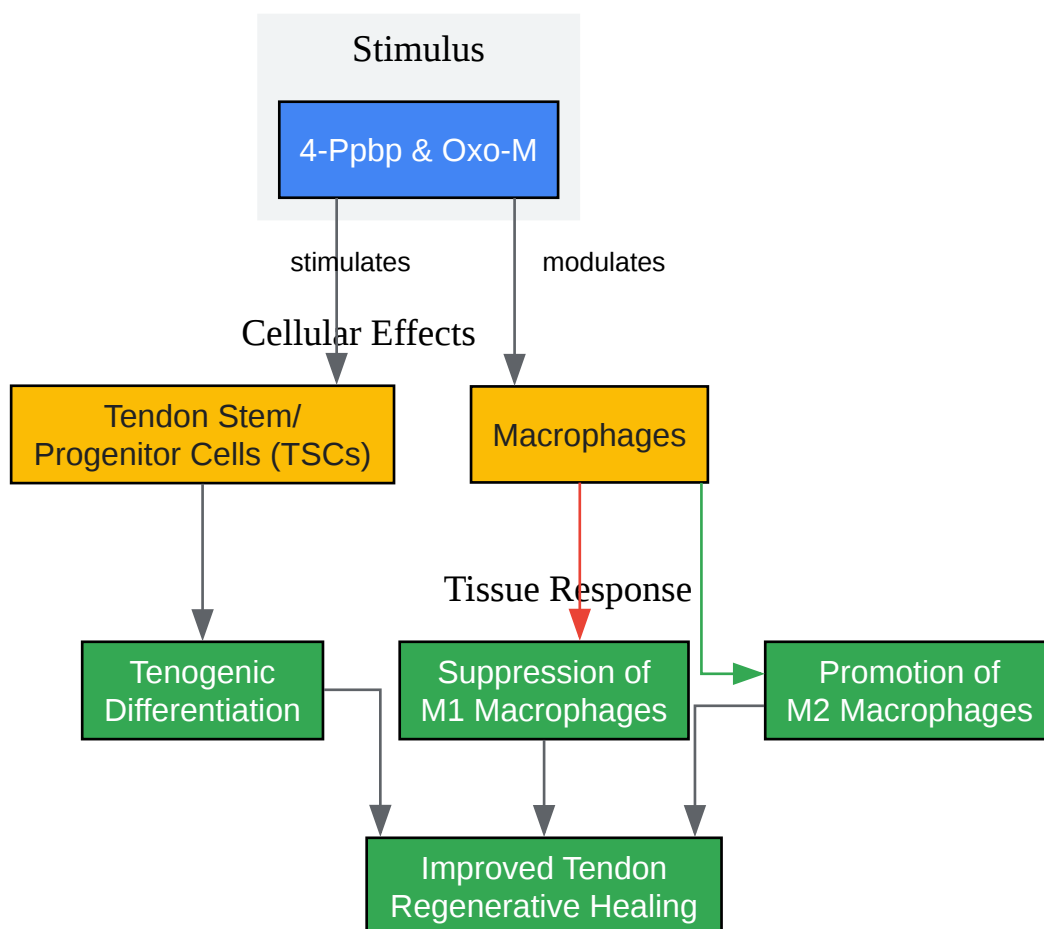 Stimulus
4-Ppbp & Oxo-M
stimulates
modulates
Cellular Effects
Tendon Stem/
Progenitor Cells (TSCs)
Macrophages
Tissue Response
Tenogenic
Differentiation
Suppression of
M1 Macrophages
Promotion of
M2 Macrophages
Improved Tendon
Regenerative Healing